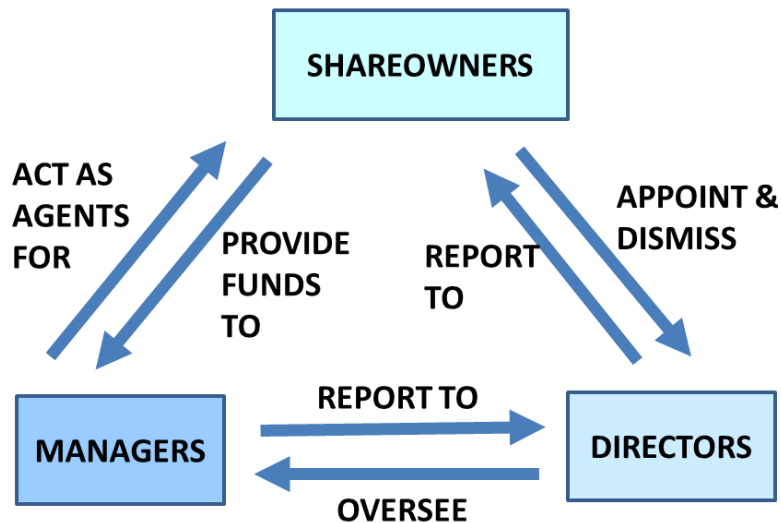 SHAREOWNERS
ACT AS
AGENTS
FOR
PROVIDE
FUNDS
TO
REPORT
TO
APPOINT &
DISMISS
MANAGERS
REPORT TO
OVERSEE
DIRECTORS